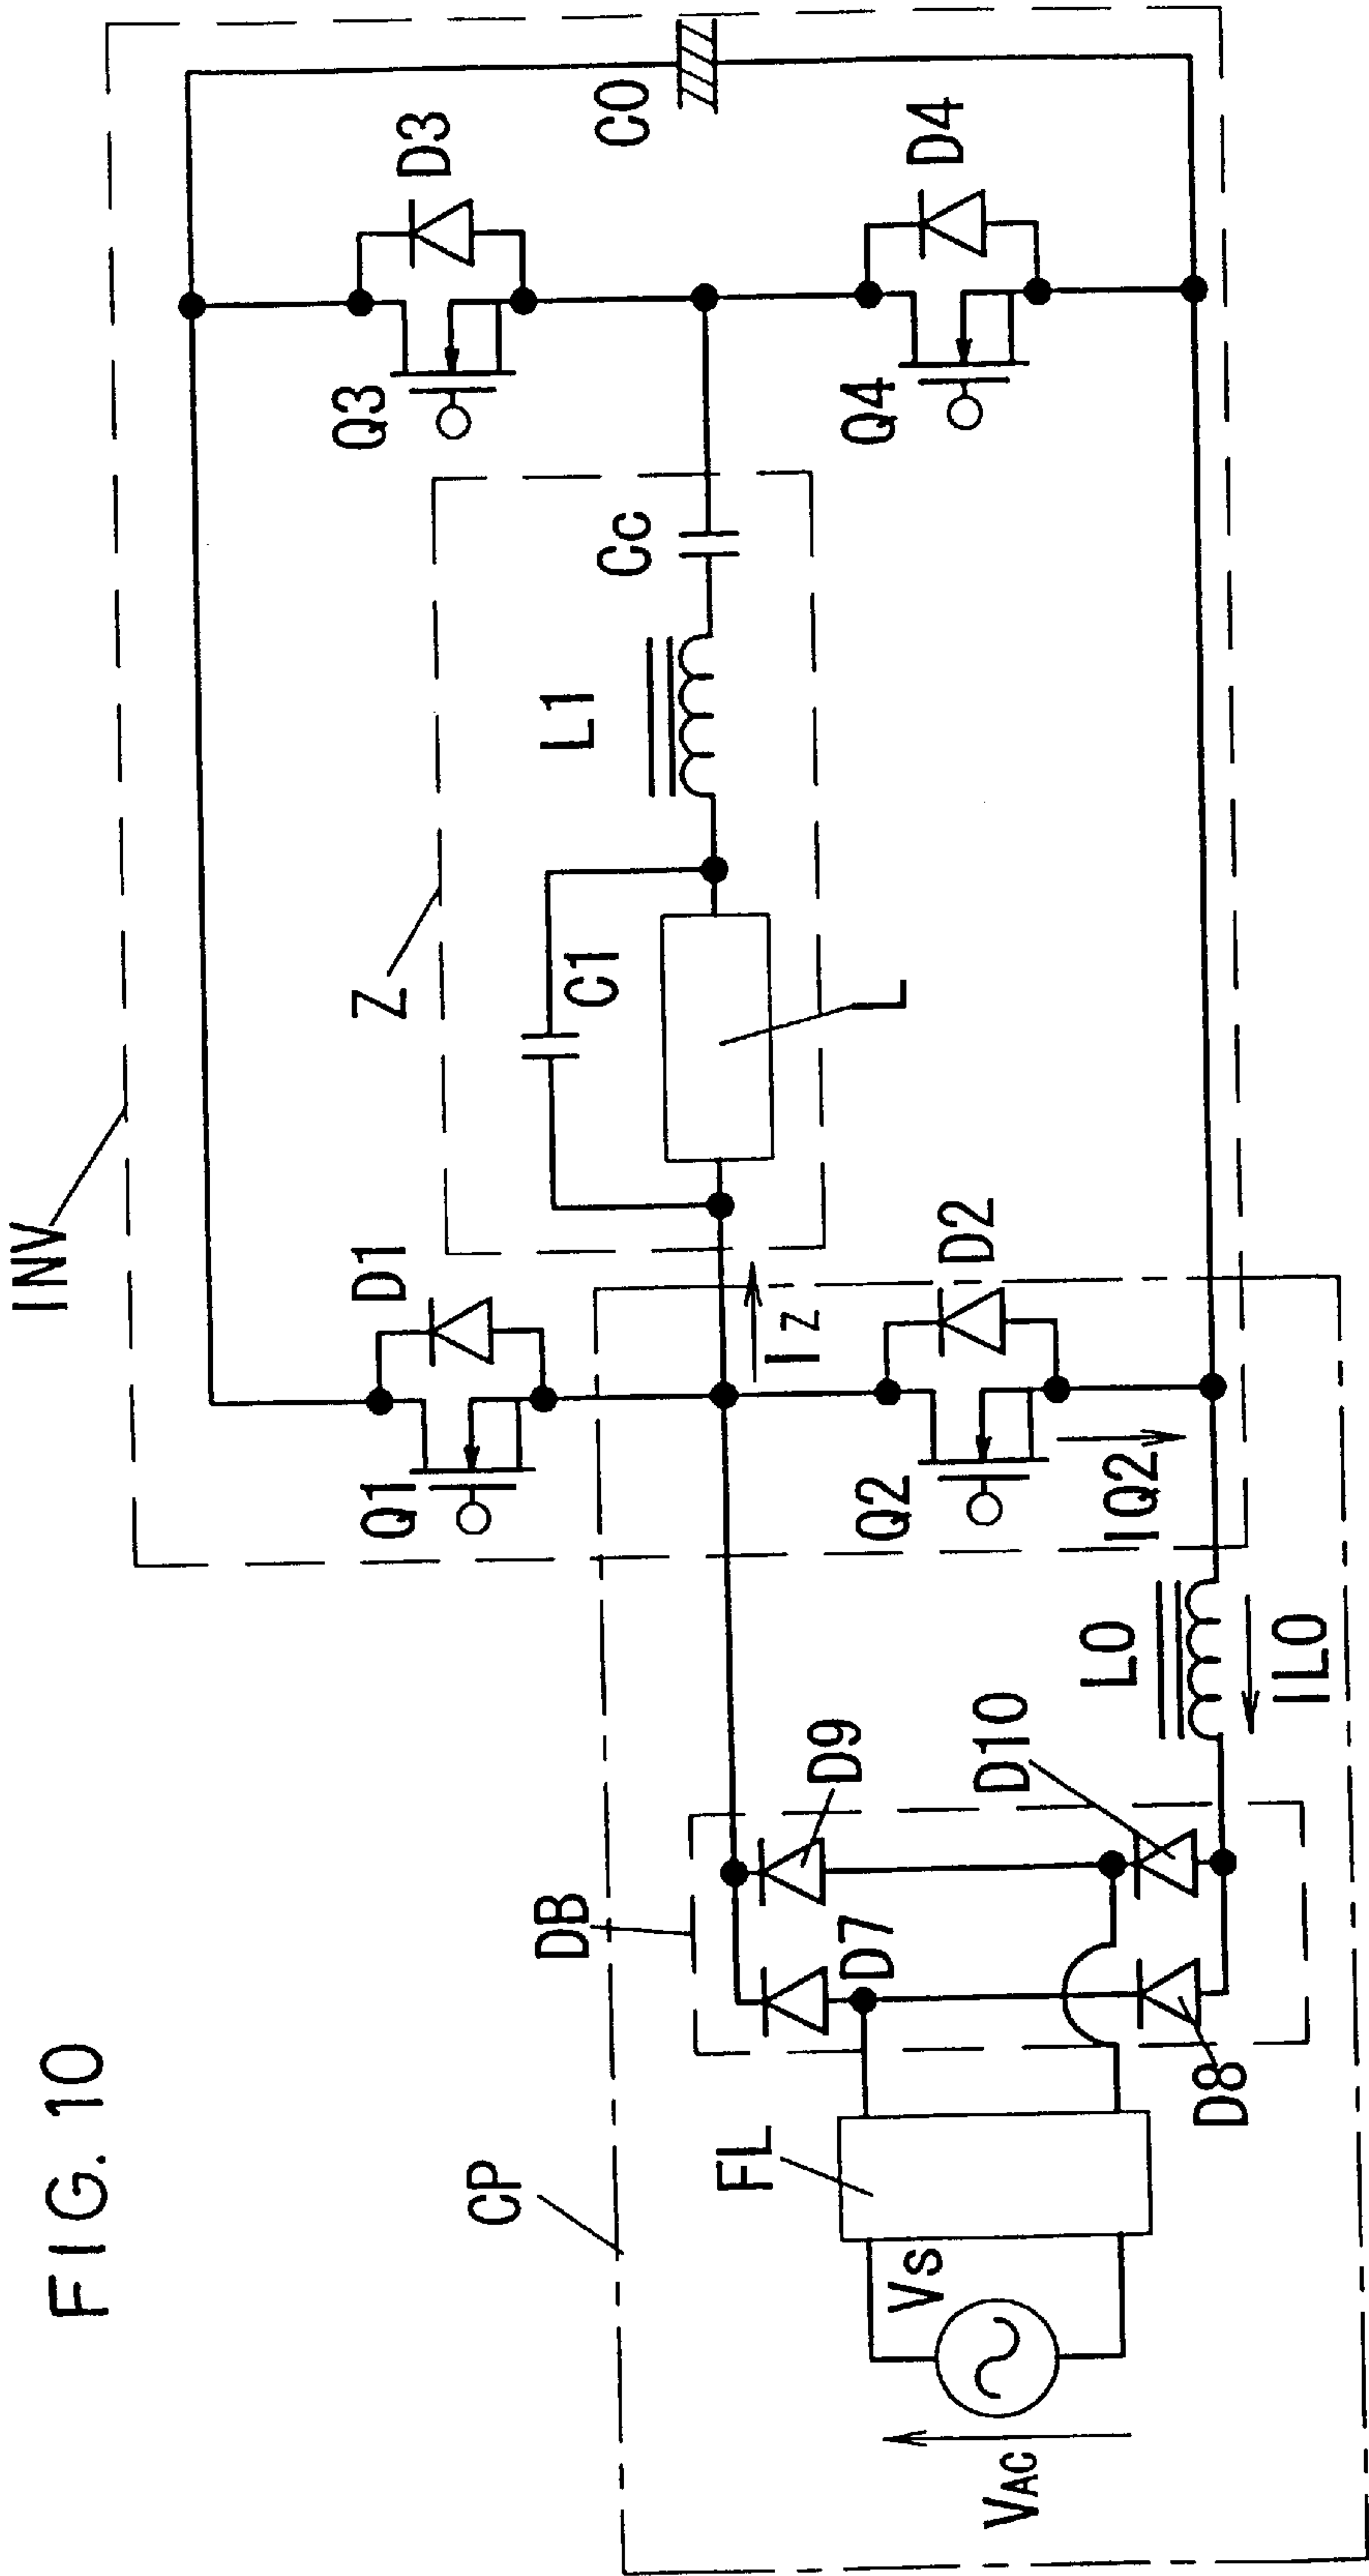 FIG. 10
INV
CP
DB
Z
Q1
D1
Q3
D3
C1
L1
Cc
C0
FL
Vs
VAC
D7
D9
D8
D10
L
IZ
Q2
D2
Q4
D4
IQ2
L0
IL0